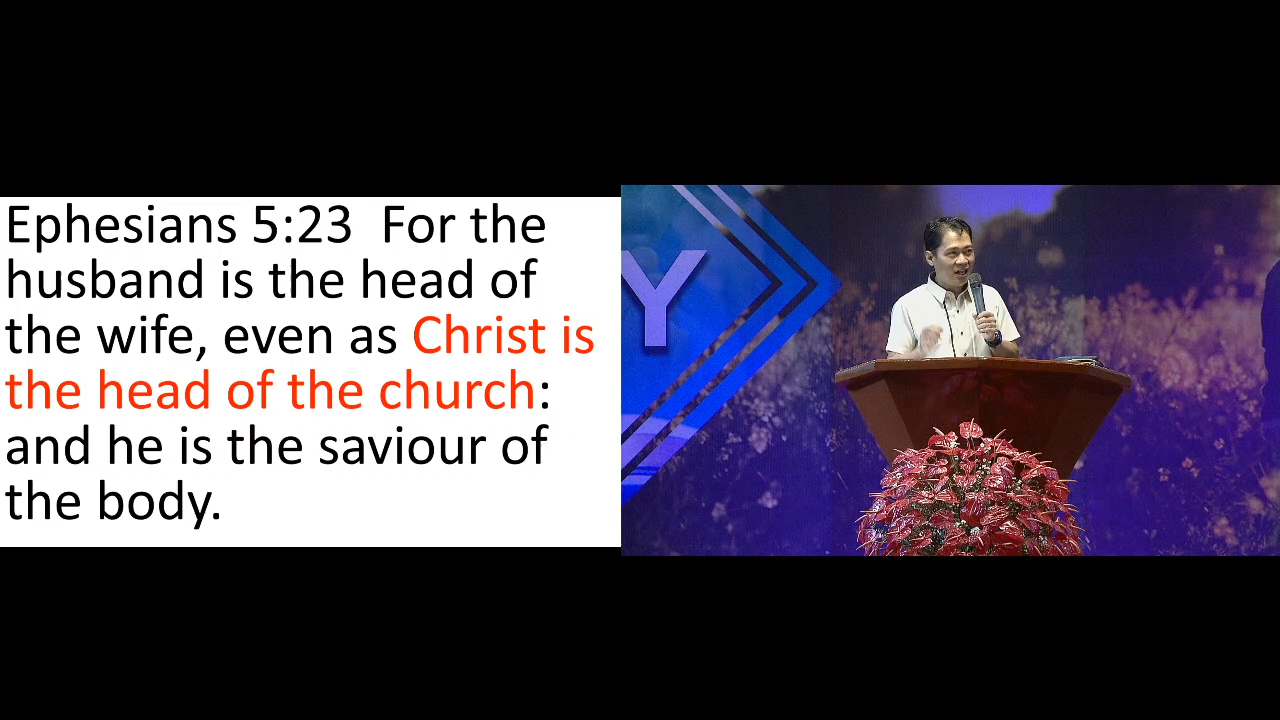 Ephesians 5:23  For the
husband is the head of
the wife, even as Christ is
the head of the church:
and he is the saviour of
the body.
Y